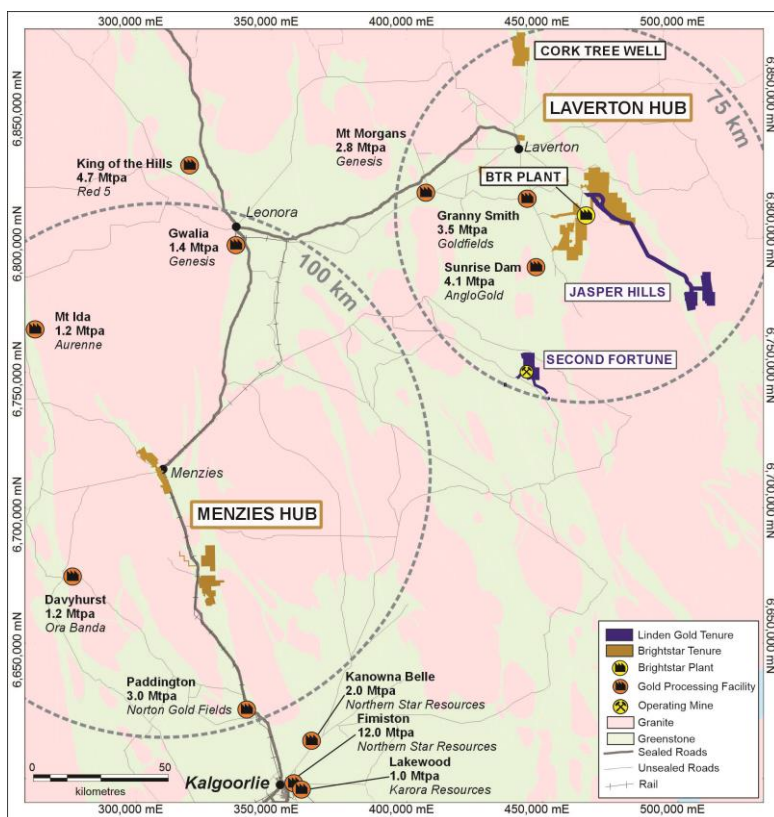 300,000 mE
350,000 mE
400,000 mE
450,000 mE
500,000 mE
6,850,000 mN
6,800,000 mN
6,750,000 mN
6,700,000 mN
6,650,000 mN
6,850,000 mN
6,800,000 mN
6,750,000 mN
6,700,000 mN
6,650,000 mN
CORK TREE WELL
LAVERTON HUB
75 km
Mt Morgans
2.8 Mtpa
Genesis
Laverton
King of the Hills
4.7 Mtpa
Red 5
BTR PLANT
Leonora
Granny Smith
3.5 Mtpa
Goldfields
Gwalia
1.4 Mtpa
Genesis
Sunrise Dam
4.1 Mtpa
AngloGold
100 km
JASPER HILLS
Mt Ida
1.2 Mtpa
Aurenne
SECOND FORTUNE
Menzies
MENZIES HUB
Davyhurst
1.2 Mtpa
Ora Banda
Paddington
3.0 Mtpa
Norton Gold Fields
Kanowna Belle
2.0 Mtpa
Northern Star Resources
Fimiston
12.0 Mtpa
Northern Star Resources
Kalgoorlie
Lakewood
1.0 Mtpa
Karora Resources
0
50
kilometres
Linden Gold Tenure
Brightstar Tenure
Brightstar Plant
Gold Processing Facility
Operating Mine
Granite
Greenstone
Sealed Roads
Unsealed Roads
Rail
300,000 mE
350,000 mE
400,000 mE
450,000 mE
500,000 mE